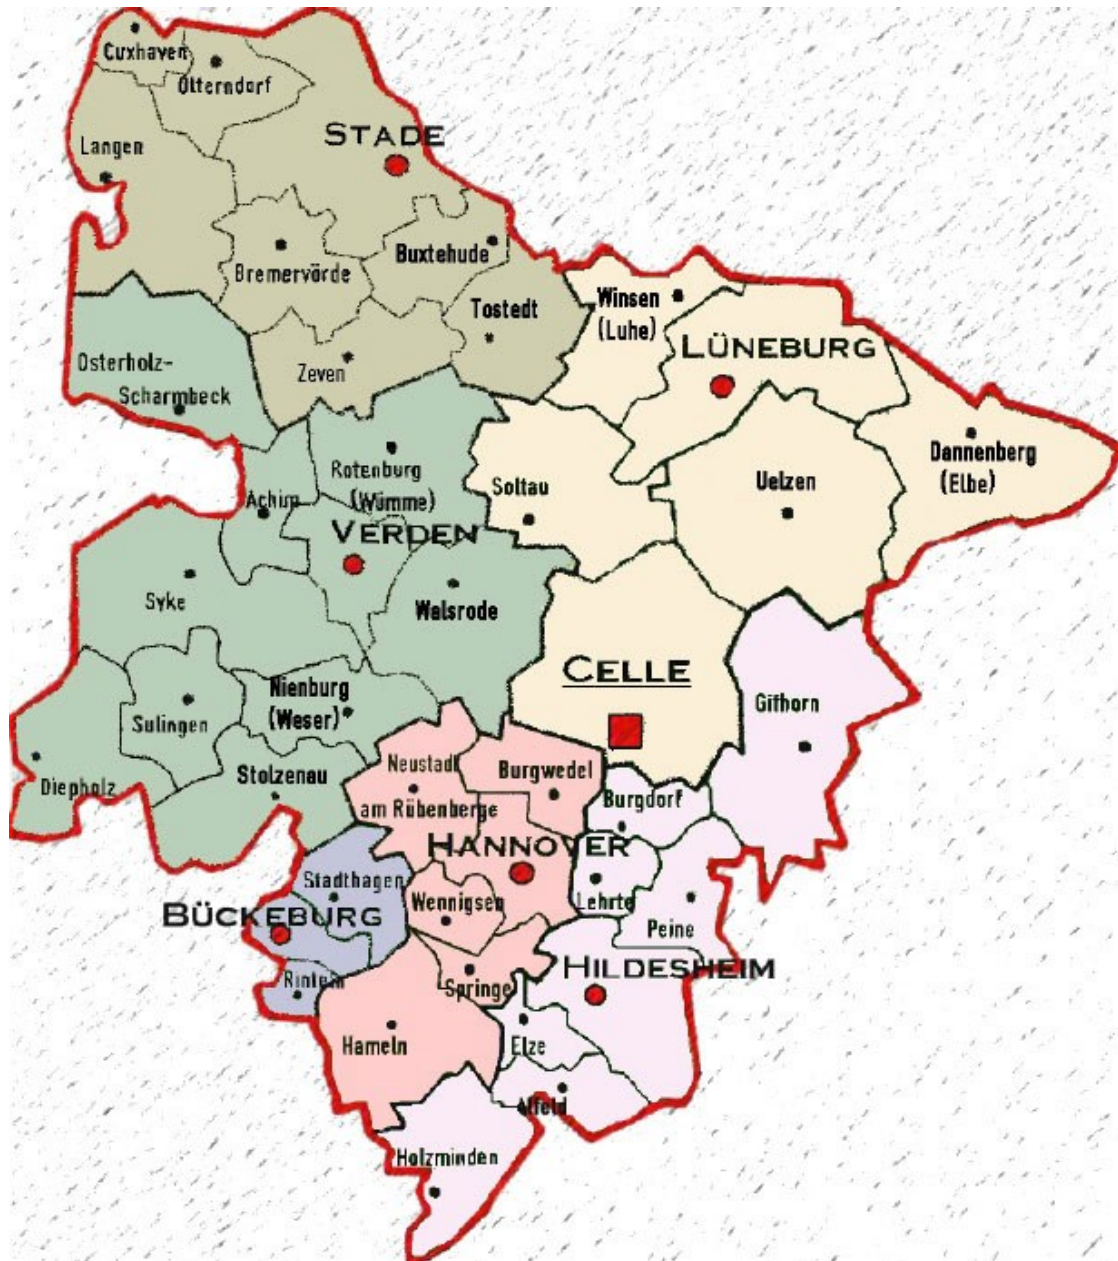 Cuxhaven
Otterndorf
STADE
Langen
Buxtehude
Bremervörde
Winsen
(Luhe)
Tostedt
LÜNEBURG
Osterholz-
Scharmbeck
Zeven
Dannenberg
(Elbe)
Rotenburg
(Wümme)
Soltau
Uelzen
Achim
VERDEN
Syke
Walsrode
CELLE
Nienburg
(Weser)
Gifhorn
Sulingen
Neustadt
am Rübenberge
Burgwedel
Diepholz
Stolzenau
Burgdorf
HANNOVER
Stadthagen
Wennigsen
Lehrte
BÜCKEBURG
Peine
HILDESHEIM
Rinteln
Springe
Hameln
Elze
Alfeld
Holzminden